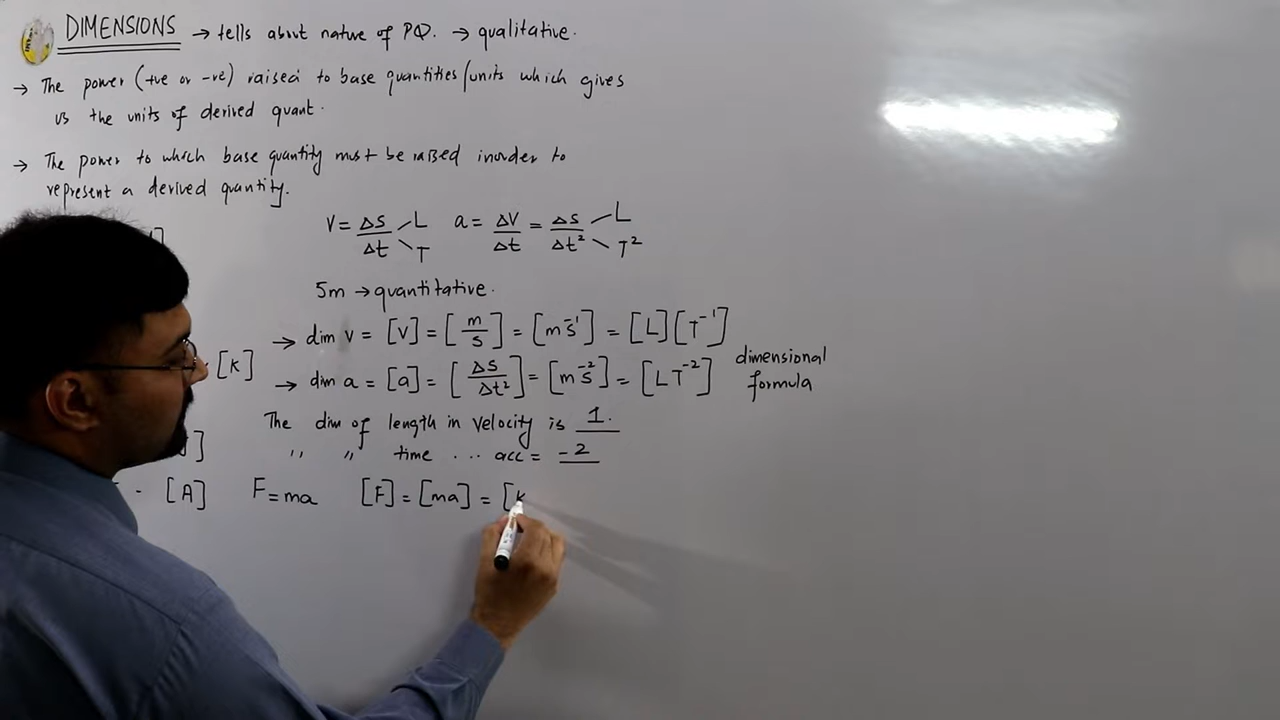 DIMENSIONS → tells about nature of PQ. → qualitative.
→ The power (+ve or -ve) raised to base quantities/units which gives
us the units of derived quant.
→ The power to which base quantity must be raised inorder to
represent a derived quantity.
V = ΔS/Δt L T a = ΔV/Δt = ΔS/Δt² L T²
5m → quantitative.
→ dim v = [v] = [m/s] = [ms⁻¹] = [L][T⁻¹]
[K] → dim a = [a] = [ΔS/Δt²] = [ms⁻²] = [LT⁻²] dimensional
formula
The dim of length in velocity is 1.
" " time ... acc = -2
- [A] F = ma [F] = [ma] = [K